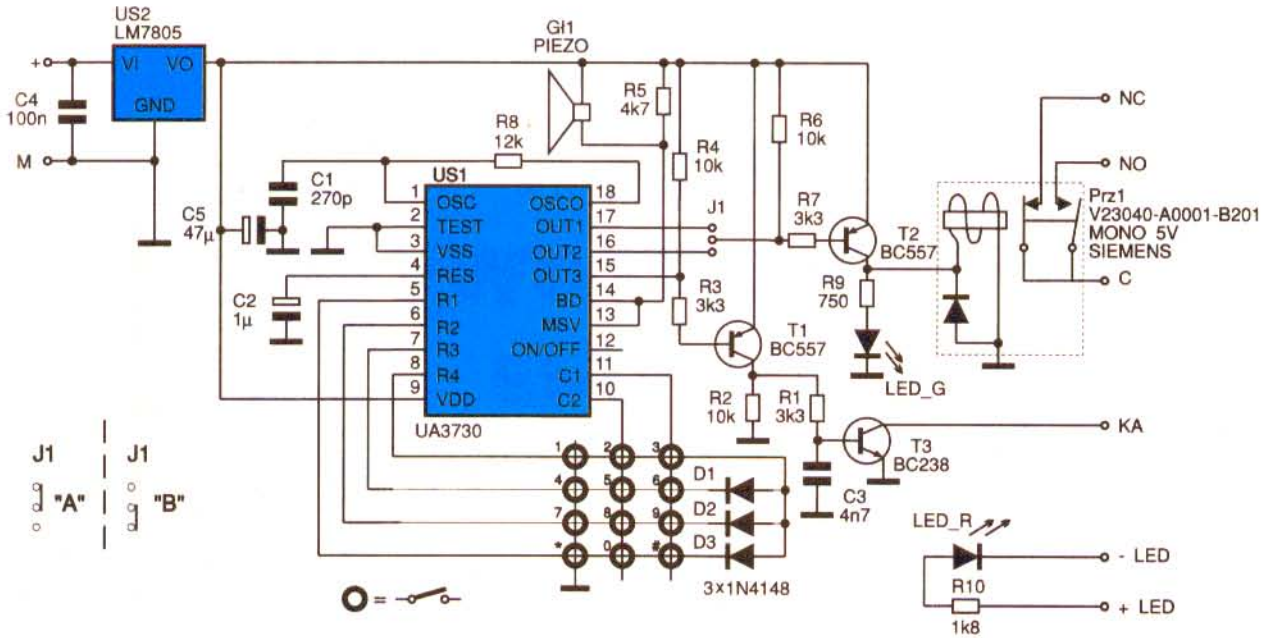 US2
LM7805
VI VO
GND
+
C4
100n
M
Gł1
PIEZO
R5
4k7
R8
12k
R4
10k
R6
10k
R7
3k3
J1
T2
BC557
NC
NO
Prz1
V23040-A0001-B201
MONO 5V
SIEMENS
C
C1
270p
C5
47µ
C2
1µ
US1
1 OSC
2 TEST
3 VSS
4 RES
5 R1
6 R2
7 R3
8 R4
9 VDD
OSCO 18
OUT1 17
OUT2 16
OUT3 15
BD 14
MSV 13
ON/OFF 12
C1 11
C2 10
UA3730
R3
3k3
T1
BC557
R9
750
LED_G
R2
10k
R1
3k3
T3
BC238
KA
C3
4n7
1 2 3
4 5 6
7 8 9
* 0 #
D1
D2
D3
3×1N4148
J1
"A"
J1
"B"
=
LED_R
- LED
R10
1k8
+ LED